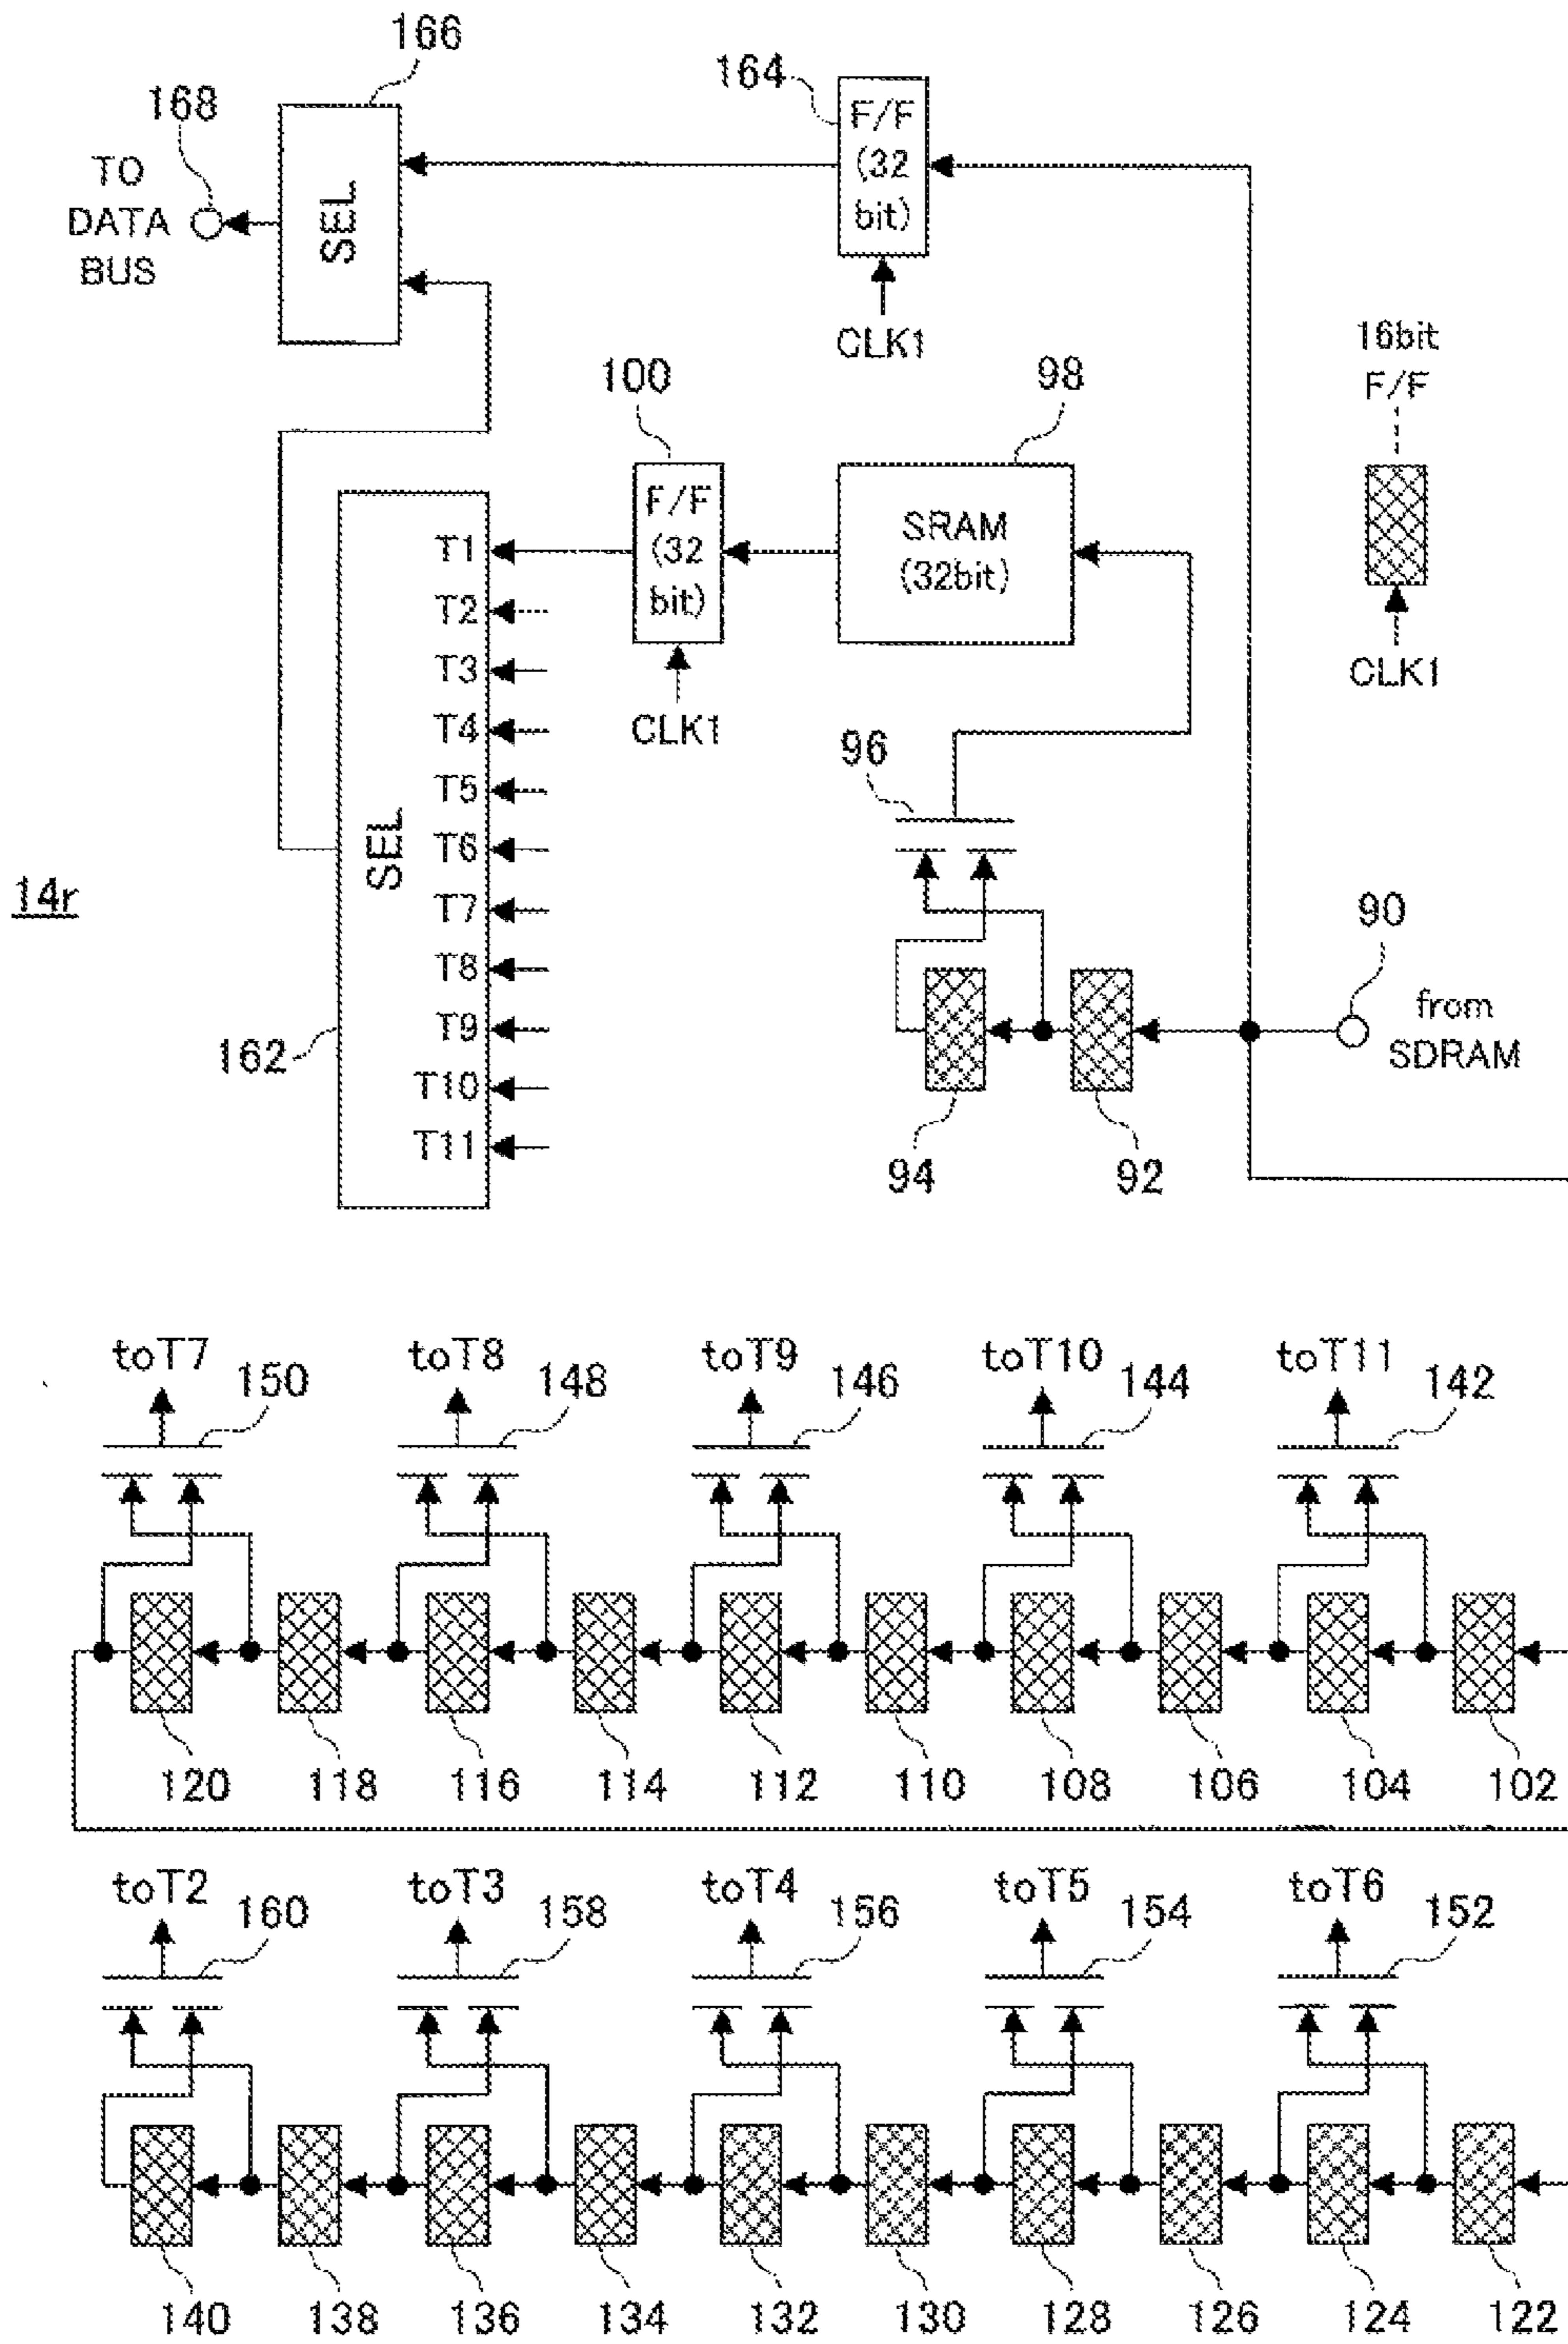 166
168
164
F/F
(32
bit)
TO
DATA
BUS
SEL
CLK1
16bit
F/F
CLK1
100
98
F/F
(32
bit)
SRAM
(32bit)
CLK1
T1
T2
T3
T4
T5
T6
T7
T8
T9
T10
T11
SEL
162
96
14r
90
from
SDRAM
94
92
toT7
150
toT8
148
toT9
146
toT10
144
toT11
142
120
118
116
114
112
110
108
106
104
102
toT2
160
toT3
158
toT4
156
toT5
154
toT6
152
140
138
136
134
132
130
128
126
124
122